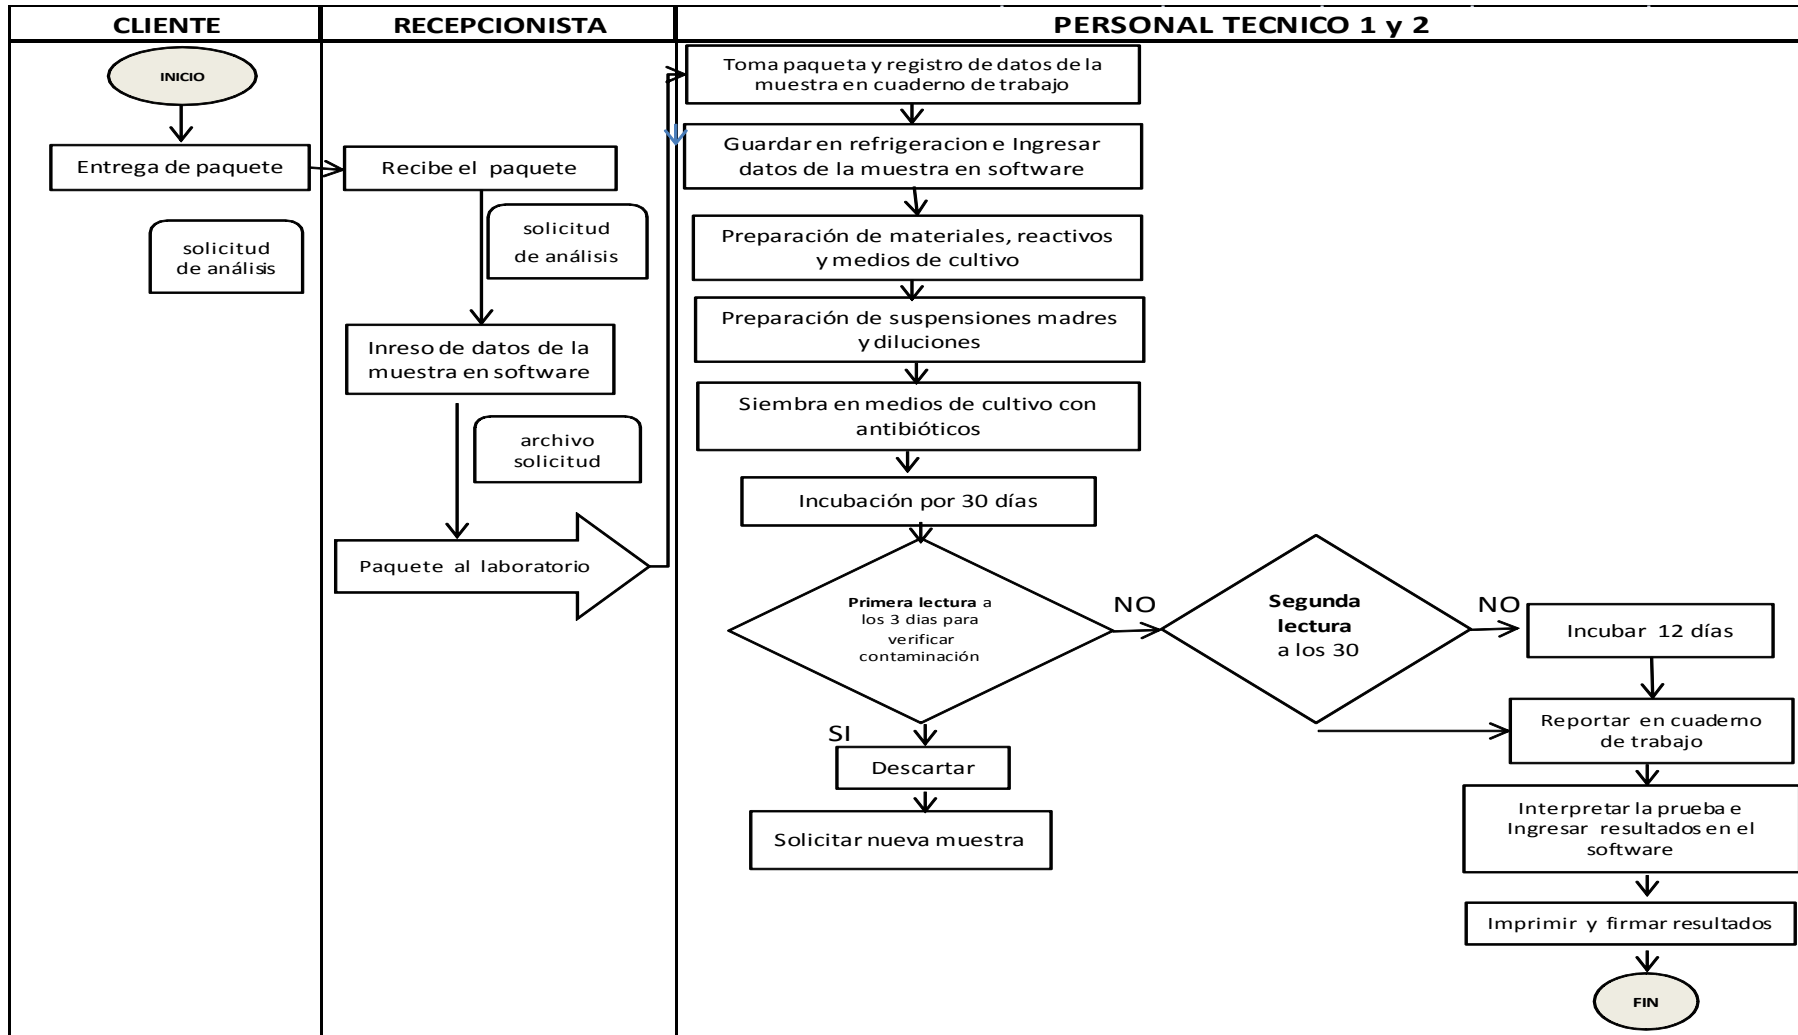 CLIENTE
RECEPCIONISTA
PERSONAL TECNICO 1 y 2
INICIO
Entrega de paquete
solicitud
de análisis
Recibe el paquete
solicitud
de análisis
Inreso de datos de la
muestra en software
archivo
solicitud
Paquete al laboratorio
Toma paqueta y registro de datos de la
muestra en cuaderno de trabajo
Guardar en refrigeracion e Ingresar
datos de la muestra en software
Preparación de materiales, reactivos
y medios de cultivo
Preparación de suspensiones madres
y diluciones
Siembra en medios de cultivo con
antibióticos
Incubación por 30 días
Primera lectura a
los 3 dias para
verificar
contaminación
SI
Descartar
Solicitar nueva muestra
NO
Segunda
lectura
a los 30
NO
Incubar 12 días
Reportar en cuaderno
de trabajo
Interpretar la prueba e
Ingresar resultados en el
software
Imprimir y firmar resultados
FIN